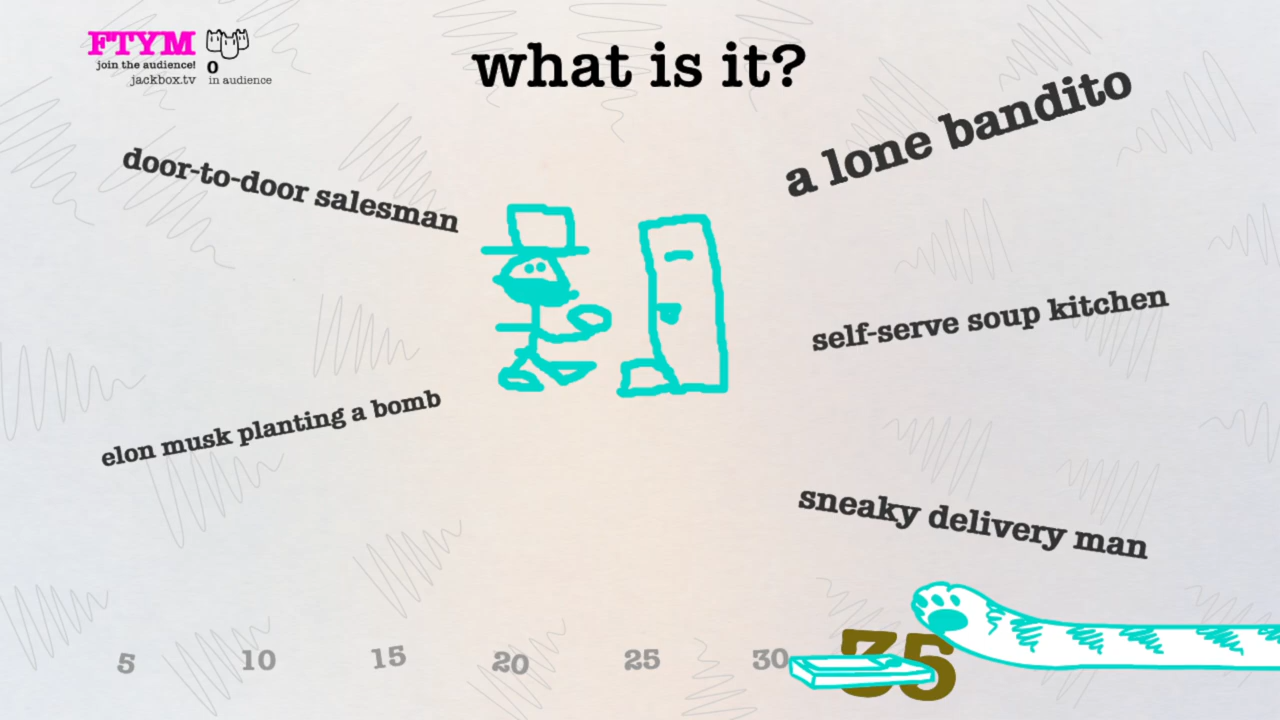 FTYM
join the audience!
jackbox.tv
0
in audience
what is it?
a lone bandito
door-to-door salesman
self-serve soup kitchen
elon musk planting a bomb
sneaky delivery man
5 10 15 20 25 30 35